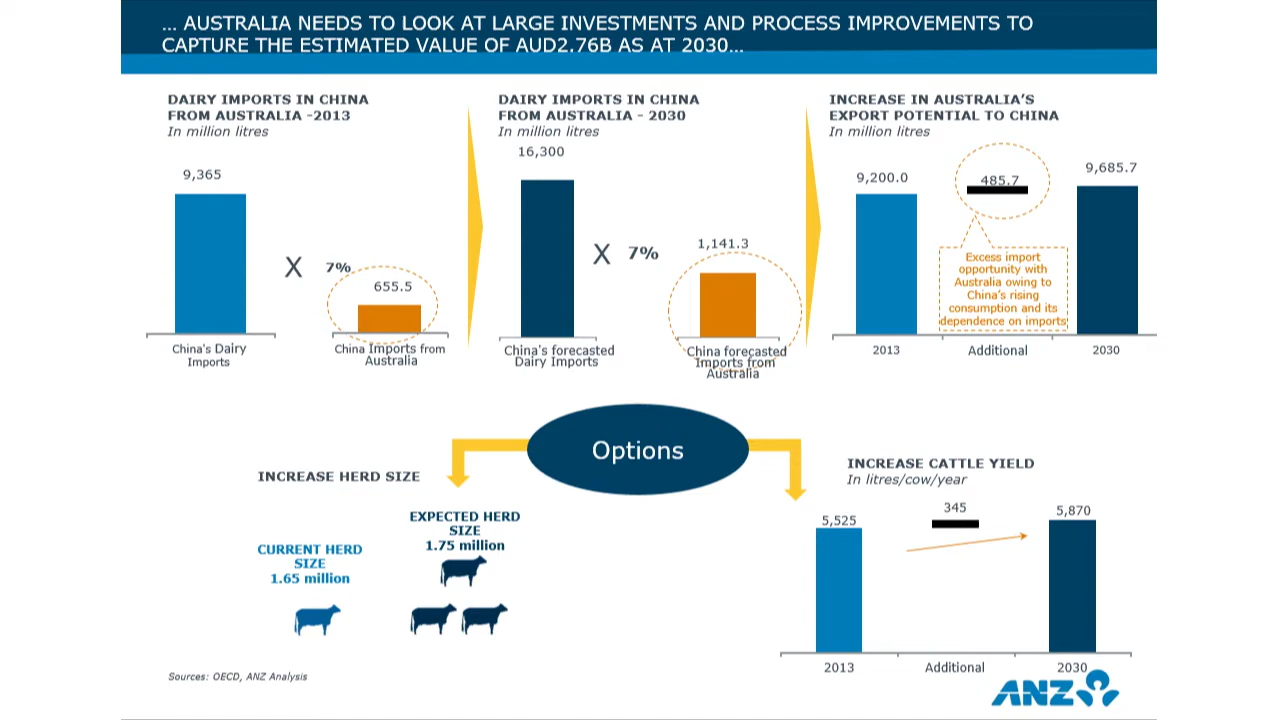 ... AUSTRALIA NEEDS TO LOOK AT LARGE INVESTMENTS AND PROCESS IMPROVEMENTS TO
CAPTURE THE ESTIMATED VALUE OF AUD2.76B AS AT 2030...
DAIRY IMPORTS IN CHINA
FROM AUSTRALIA -2013
In million litres
9,365
X
7%
655.5
China's Dairy
Imports
China Imports from
Australia
DAIRY IMPORTS IN CHINA
FROM AUSTRALIA - 2030
In million litres
16,300
X
7%
1,141.3
China's forecasted
Dairy Imports
China forecasted
Imports from
Australia
INCREASE IN AUSTRALIA'S
EXPORT POTENTIAL TO CHINA
In million litres
9,200.0
485.7
9,685.7
Excess import
opportunity with
Australia owing to
China's rising
consumption and its
dependence on imports
2013
Additional
2030
Options
INCREASE HERD SIZE
CURRENT HERD
SIZE
1.65 million
EXPECTED HERD
SIZE
1.75 million
INCREASE CATTLE YIELD
In litres/cow/year
5,525
345
5,870
2013
Additional
2030
Sources: OECD, ANZ Analysis
ANZ